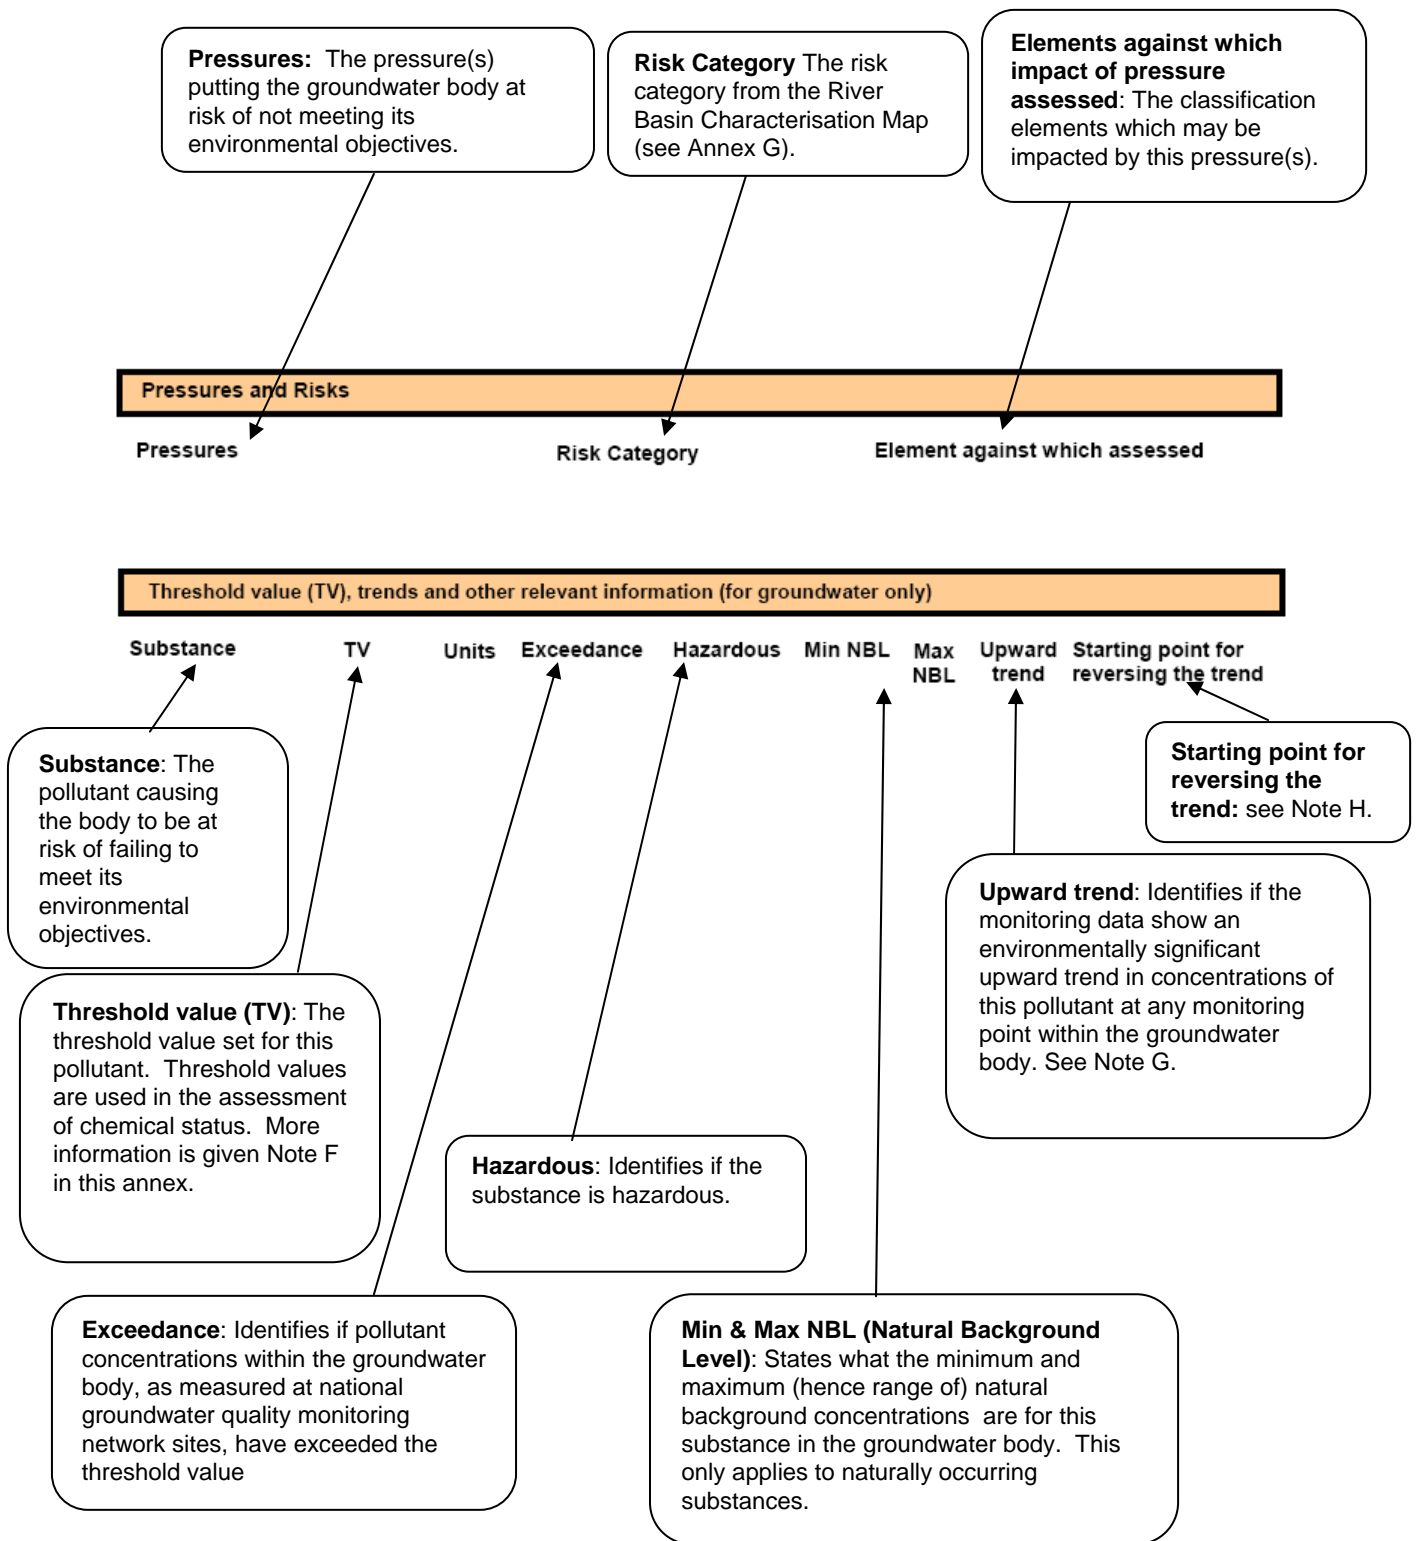 Pressures:  The pressure(s)
putting the groundwater body at
risk of not meeting its
environmental objectives.
Risk Category The risk
category from the River
Basin Characterisation Map
(see Annex G).
Elements against which
impact of pressure
assessed: The classification
elements which may be
impacted by this pressure(s).
Pressures and Risks
Pressures
Risk Category
Element against which assessed
Threshold value (TV), trends and other relevant information (for groundwater only)
Substance
TV
Units
Exceedance
Hazardous
Min NBL
Max
NBL
Upward
trend
Starting point for
reversing the trend
Substance: The
pollutant causing
the body to be at
risk of failing to
meet its
environmental
objectives.
Starting point for
reversing the
trend: see Note H.
Upward trend: Identifies if the
monitoring data show an
environmentally significant
upward trend in concentrations of
this pollutant at any monitoring
point within the groundwater
body. See Note G.
Threshold value (TV): The
threshold value set for this
pollutant.  Threshold values
are used in the assessment
of chemical status.  More
information is given Note F
in this annex.
Hazardous: Identifies if the
substance is hazardous.
Exceedance: Identifies if pollutant
concentrations within the groundwater
body, as measured at national
groundwater quality monitoring
network sites, have exceeded the
threshold value
Min & Max NBL (Natural Background
Level): States what the minimum and
maximum (hence range of) natural
background concentrations  are for this
substance in the groundwater body.  This
only applies to naturally occurring
substances.